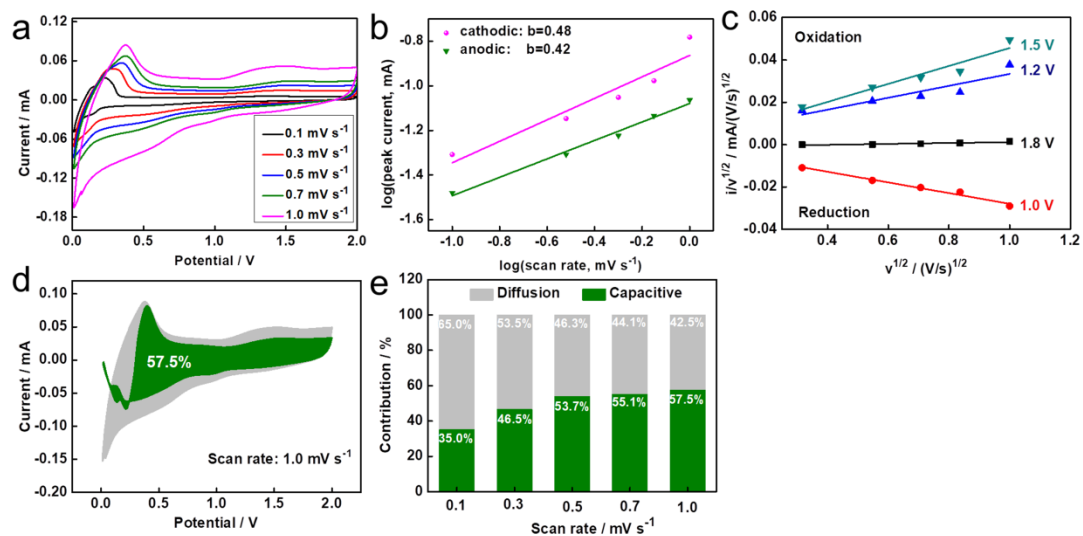 a
0.12
0.06
0.00
-0.06
-0.12
-0.18
Current / mA
0.0
0.5
1.0
1.5
2.0
Potential / V
0.1 mV s⁻¹
0.3 mV s⁻¹
0.5 mV s⁻¹
0.7 mV s⁻¹
1.0 mV s⁻¹
b
cathodic: b=0.48
anodic: b=0.42
-0.8
-1.0
-1.2
-1.4
-1.6
log(peak current, mA)
-1.0
-0.8
-0.6
-0.4
-0.2
0.0
log(scan rate, mV s⁻¹)
c
0.06
0.04
0.02
0.00
-0.02
-0.04
i/v^1/2 / mA/(V/s)^1/2
Oxidation
Reduction
1.5 V
1.2 V
1.8 V
1.0 V
0.4
0.6
0.8
1.0
1.2
v^1/2 / (V/s)^1/2
d
0.10
0.05
0.00
-0.05
-0.10
-0.15
-0.20
Current / mA
57.5%
Scan rate: 1.0 mV s⁻¹
0.0
0.5
1.0
1.5
2.0
Potential / V
e
Diffusion
Capacitive
120
100
80
60
40
20
0
Contribution / %
65.0%
53.5%
46.3%
44.1%
42.5%
35.0%
46.5%
53.7%
55.1%
57.5%
0.1
0.3
0.5
0.7
1.0
Scan rate / mV s⁻¹